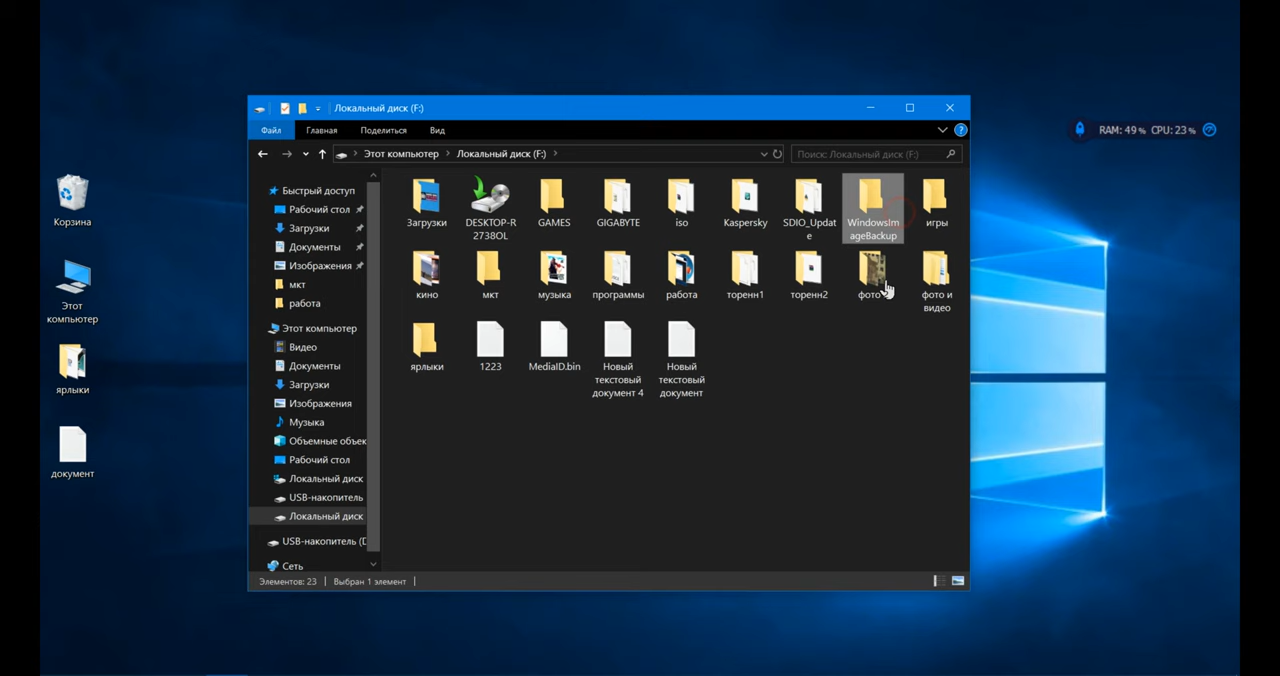 Локальный диск (F:)
Файл
Главная
Поделиться
Вид
Этот компьютер
Локальный диск (F:)
Поиск: Локальный диск (F:)
RAM: 49 % CPU: 23 %
Корзина
Этот
компьютер
ярлыки
документ
Быстрый доступ
Рабочий стол
Загрузки
Документы
Изображения
мкт
работа
Этот компьютер
Видео
Документы
Загрузки
Изображения
Музыка
Объемные объек
Рабочий стол
Локальный диск
USB-накопитель
Локальный диск
USB-накопитель (D
Сеть
Загрузки
DESKTOP-R
2738OL
GAMES
GIGABYTE
iso
Kaspersky
SDIO_Updat
e
WindowsIm
ageBackup
игры
кино
мкт
музыка
программы
работа
торенн1
торенн2
фото
фото и
видео
ярлыки
1223
MediaID.bin
Новый
текстовый
документ 4
Новый
текстовый
документ
Элементов: 23
Выбран 1 элемент